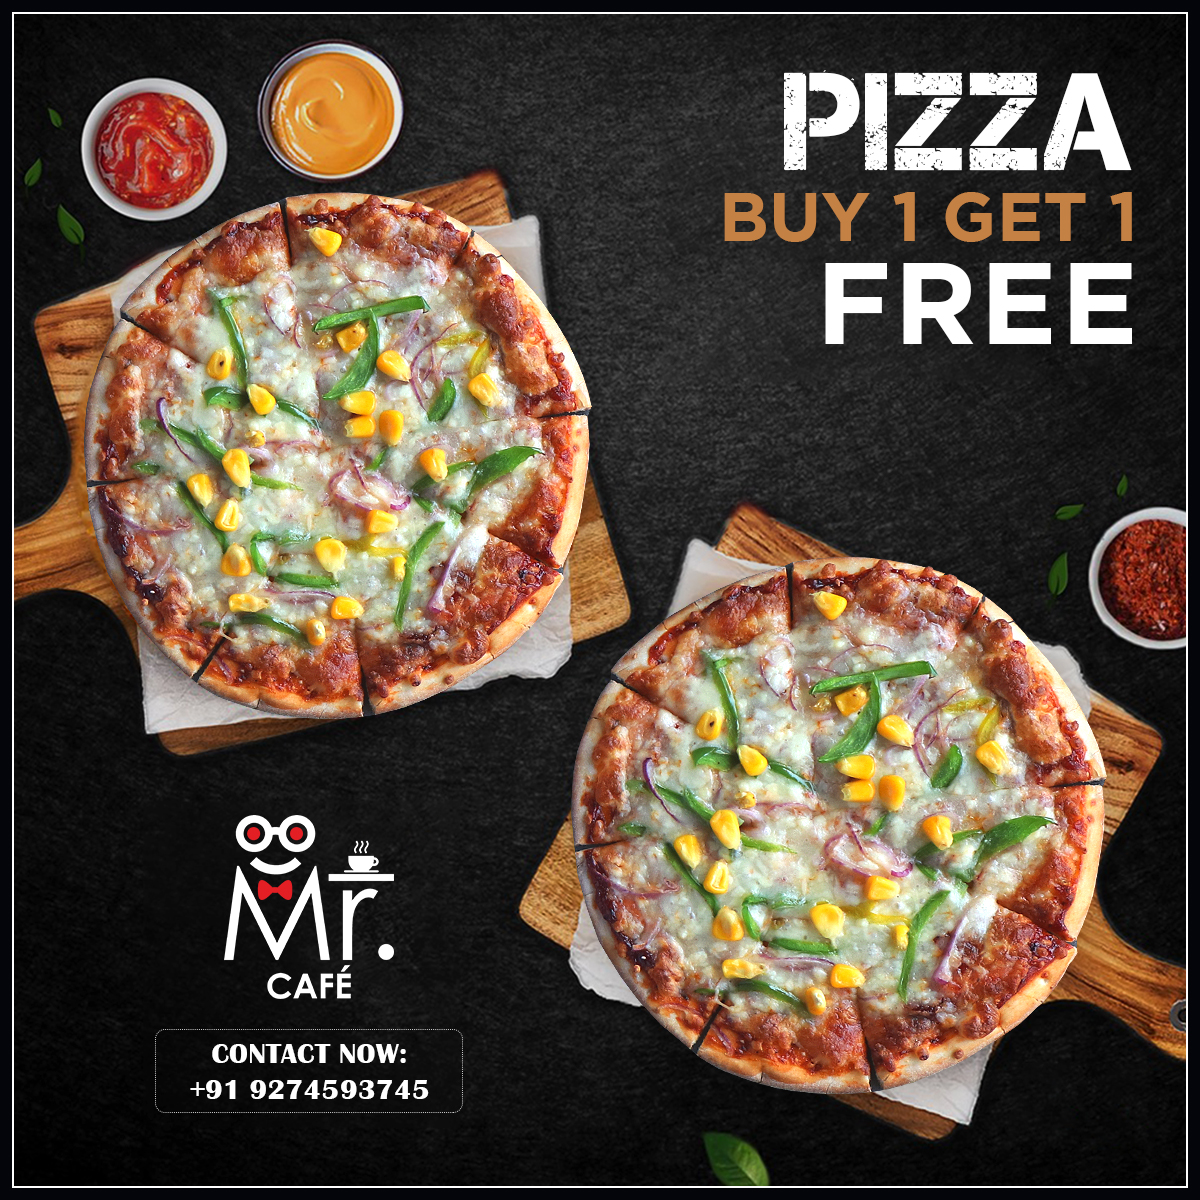 PIZZA
BUY 1 GET 1
FREE
Mr.
CAFÉ
CONTACT NOW:
+91 9274593745